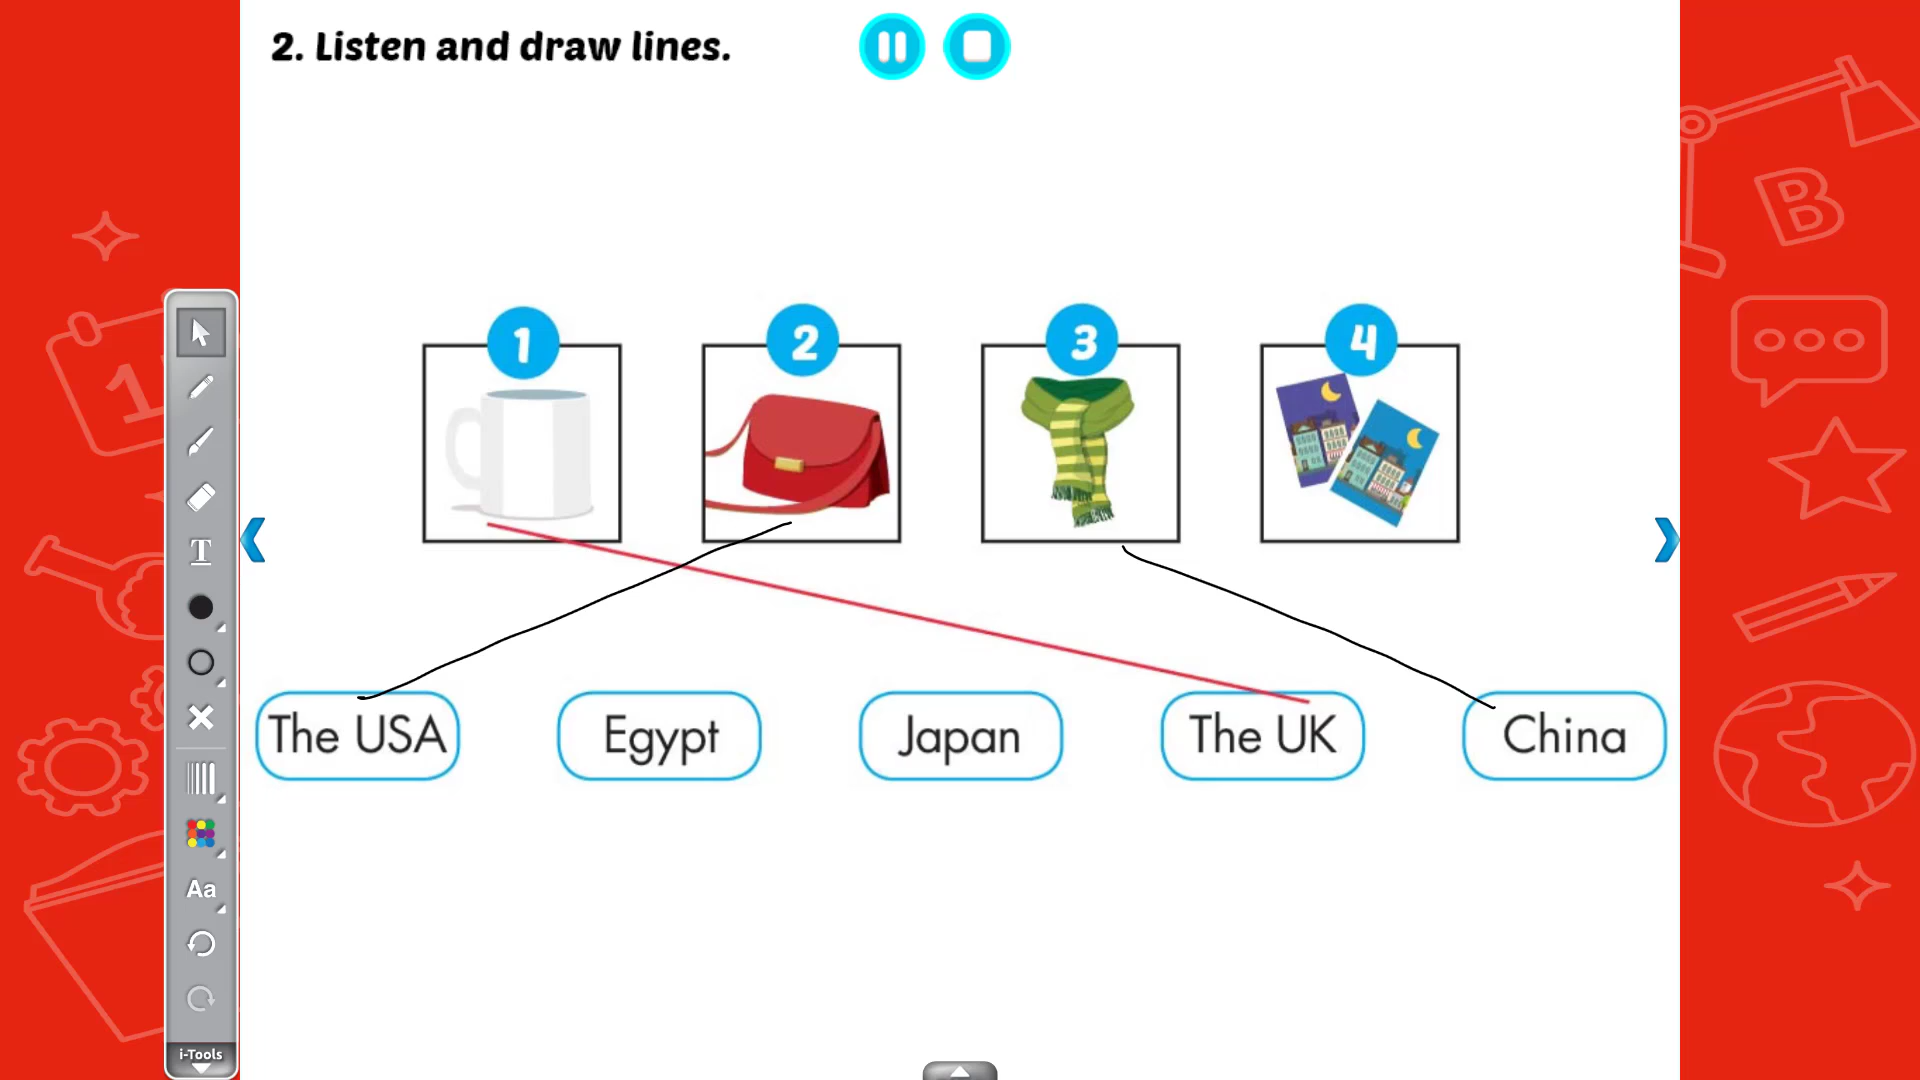 2. Listen and draw lines.
1
2
3
4
The USA
Egypt
Japan
The UK
China
T
Aa
i-Tools
1
B